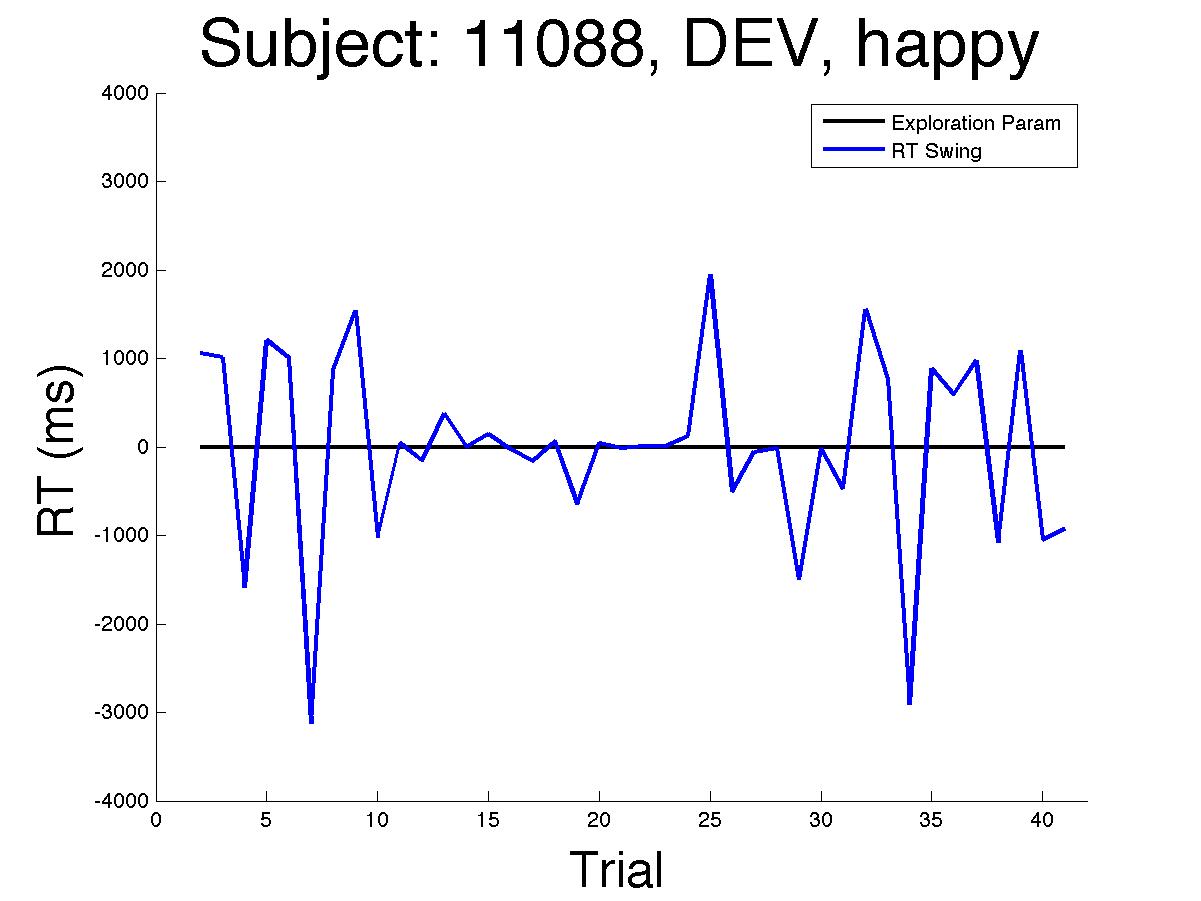 Subject: 11088, DEV, happy
Exploration Param
RT Swing
4000
3000
2000
1000
0
-1000
-2000
-3000
-4000
RT (ms)
0 5 10 15 20 25 30 35 40
Trial